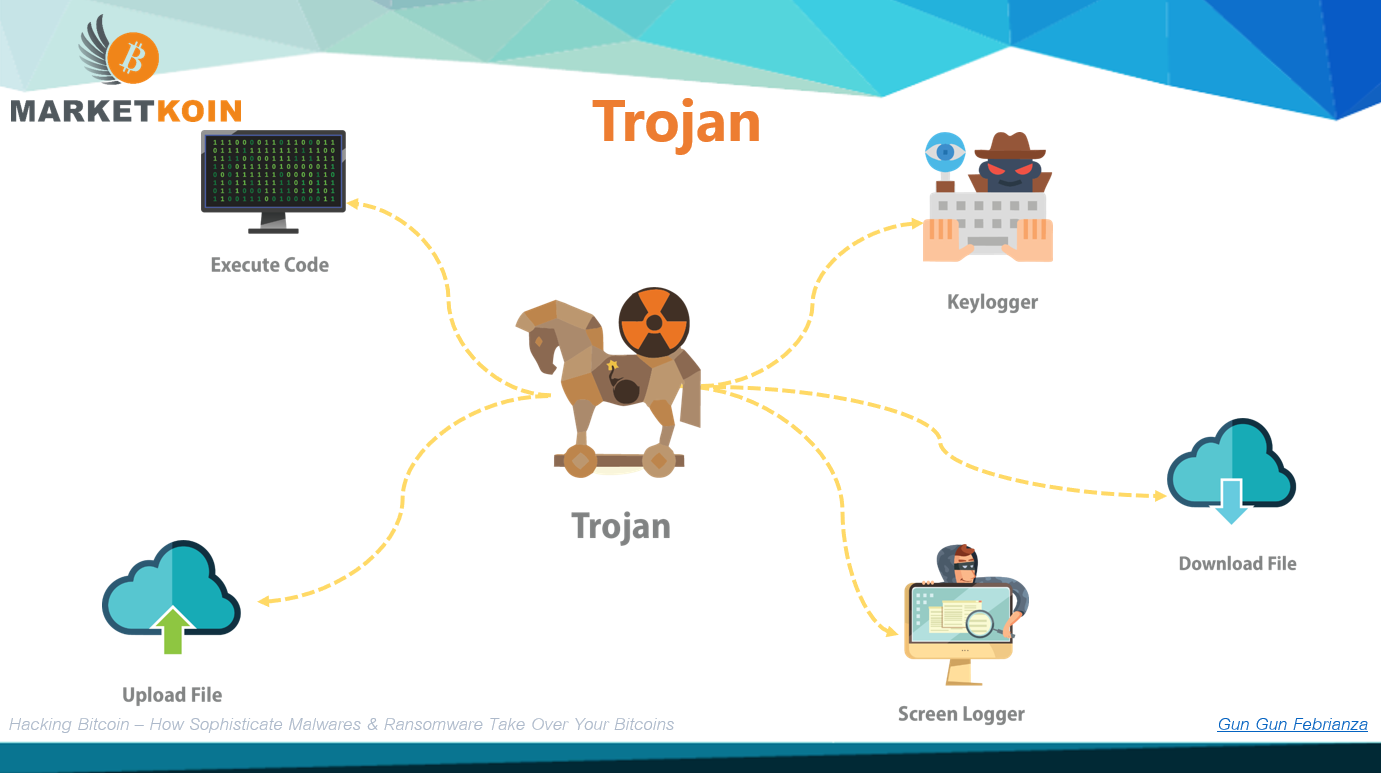 MARKETKOIN
Trojan
Execute Code
Keylogger
Trojan
Download File
Upload File
Screen Logger
Hacking Bitcoin – How Sophisticate Malwares & Ransomware Take Over Your Bitcoins
Gun Gun Febrianza